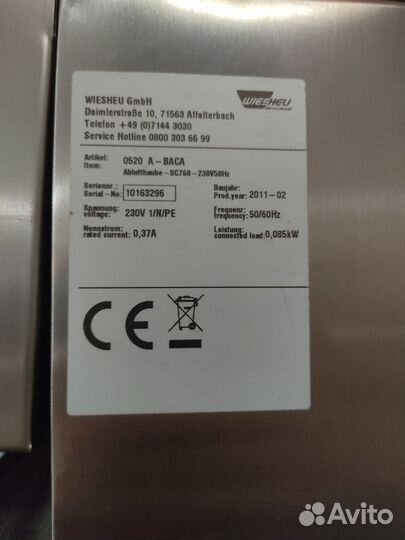 WIESHEU GmbH
Daimlerstraße 10, 71563 Affalterbach
Telefon +49 (0)7144 3030
Service Hotline 0800 303 66 99
WIESHEU
Artikel: 0520 A-BACA
Item: Ablufthaube-SC760-230V50Hz
Seriennr.: Baujahr:
Serial-No: 10163296 Prod.year: 2011-02
Spannung: 230V 1/N/PE Frequenz:
voltage: frequency: 50/60Hz
Nennstrom: Leistung:
rated current: 0,37A connected load: 0,085kW
CE
Avito